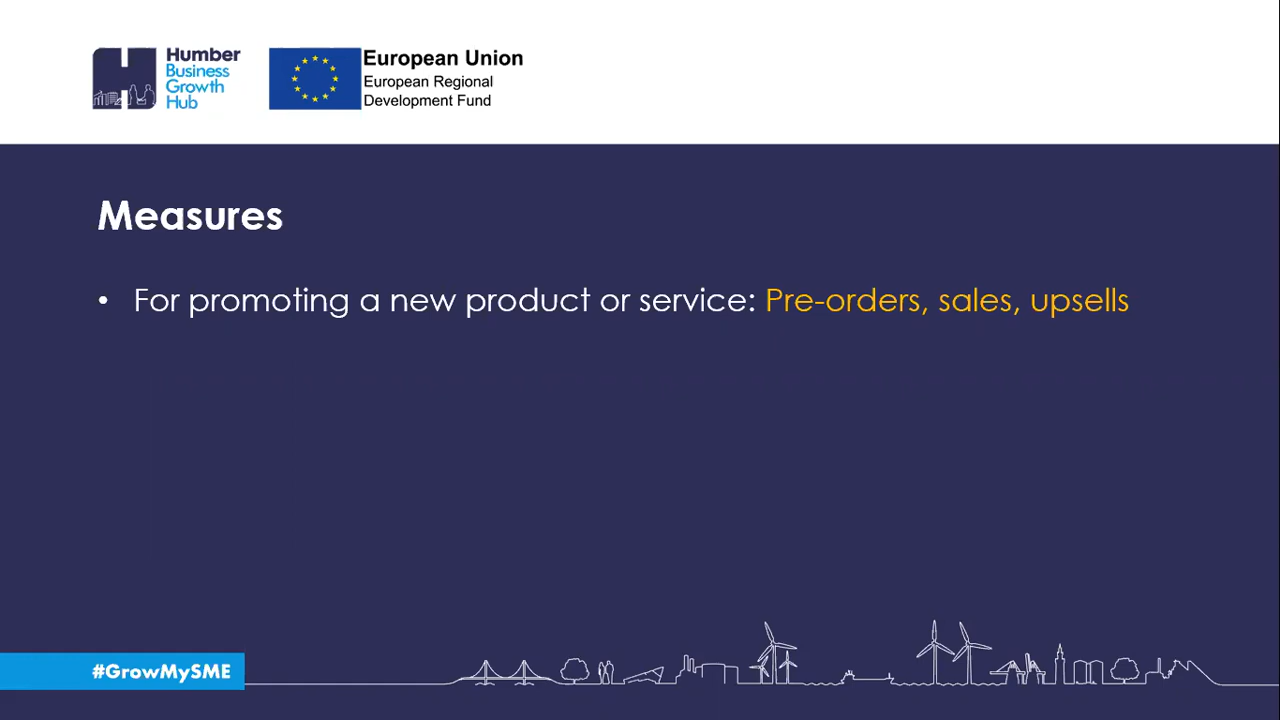 Humber
Business
Growth
Hub
European Union
European Regional
Development Fund
Measures
• For promoting a new product or service: Pre-orders, sales, upsells
#GrowMySME